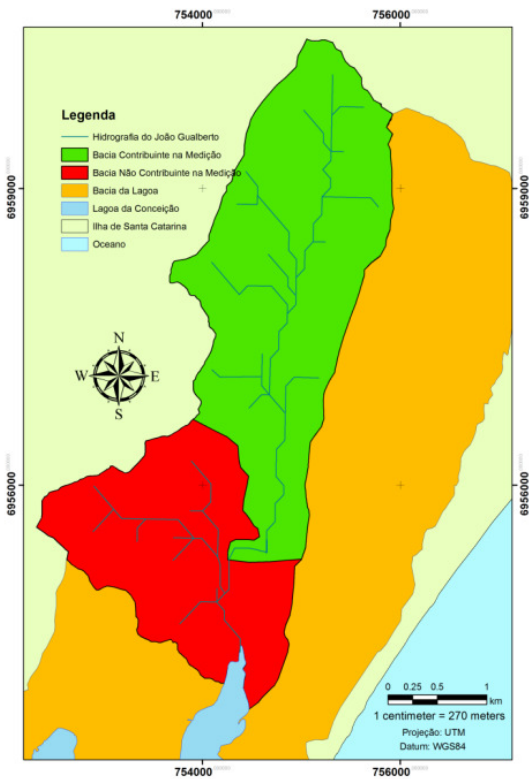 754000
756000
Legenda
Hidrografia do João Gualberto
Bacia Contribuinte na Medição
Bacia Não Contribuinte na Medição
Bacia da Lagoa
Lagoa da Conceição
Ilha de Santa Catarina
Oceano
6959000
6959000
N
W E
S
6956000
6956000
0 0.25 0.5 1
km
1 centimeter = 270 meters
Projeção: UTM
Datum: WGS84
754000
756000